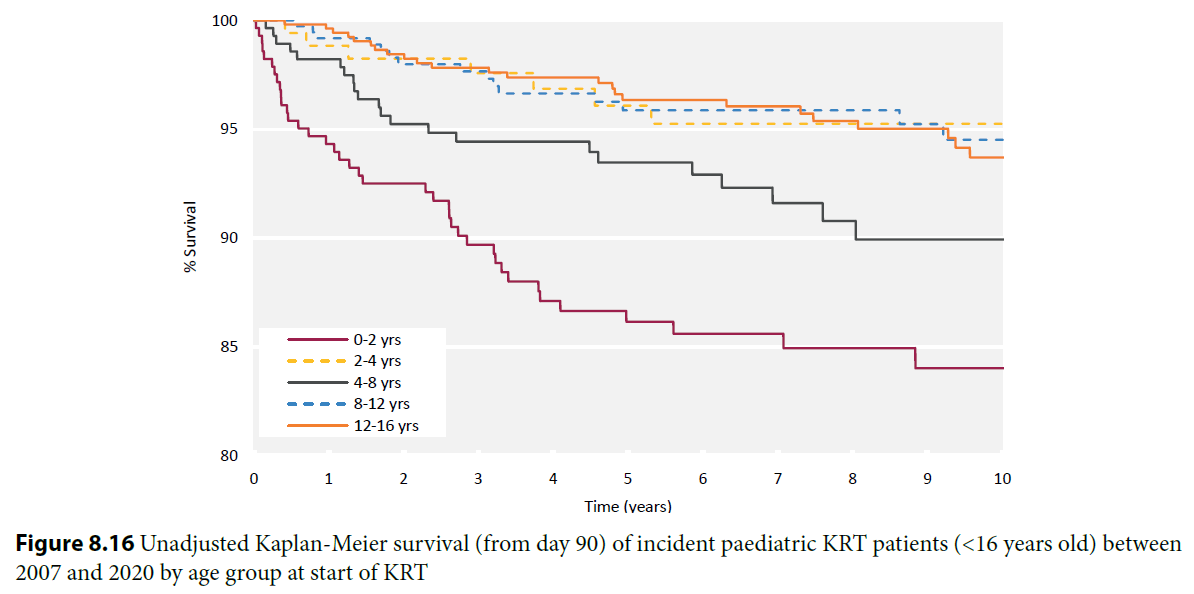 100
95
90
85
80
% Survival
0-2 yrs
2-4 yrs
4-8 yrs
8-12 yrs
12-16 yrs
0 1 2 3 4 5 6 7 8 9 10
Time (years)
Figure 8.16 Unadjusted Kaplan-Meier survival (from day 90) of incident paediatric KRT patients (<16 years old) between
2007 and 2020 by age group at start of KRT